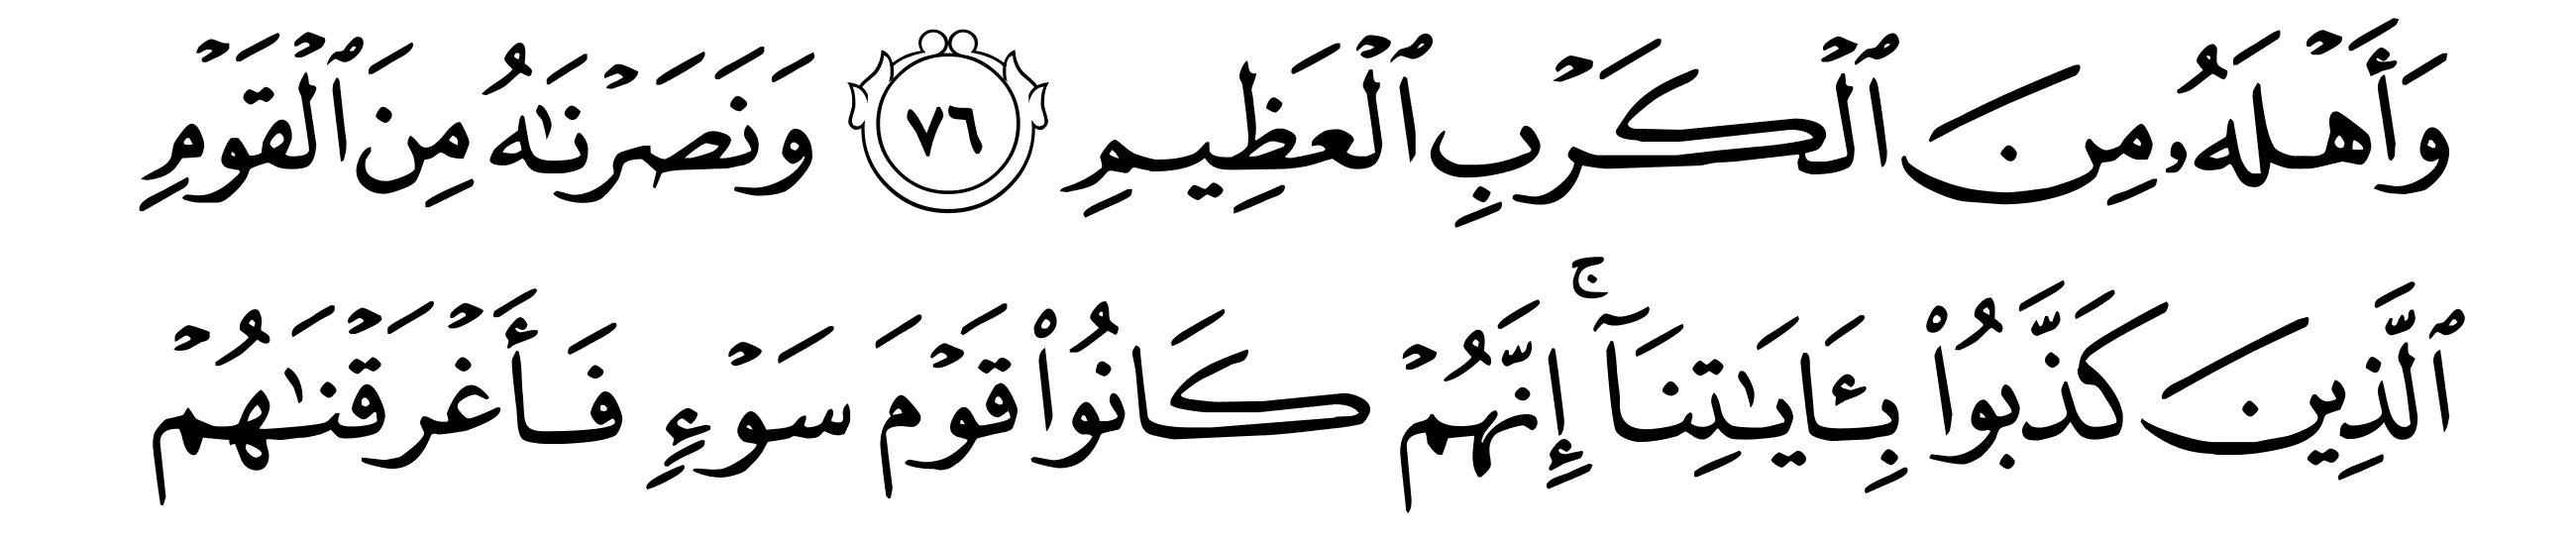 وَأَهْلَهُۥ مِنَ ٱلْكَرْبِ ٱلْعَظِيمِ ٧٦ وَنَصَرْنَٰهُ مِنَ ٱلْقَوْمِ
ٱلَّذِينَ كَذَّبُوا۟ بِـَٔايَٰتِنَآ ۚ إِنَّهُمْ كَانُوا۟ قَوْمَ سَوْءٍ فَأَغْرَقْنَٰهُمْ